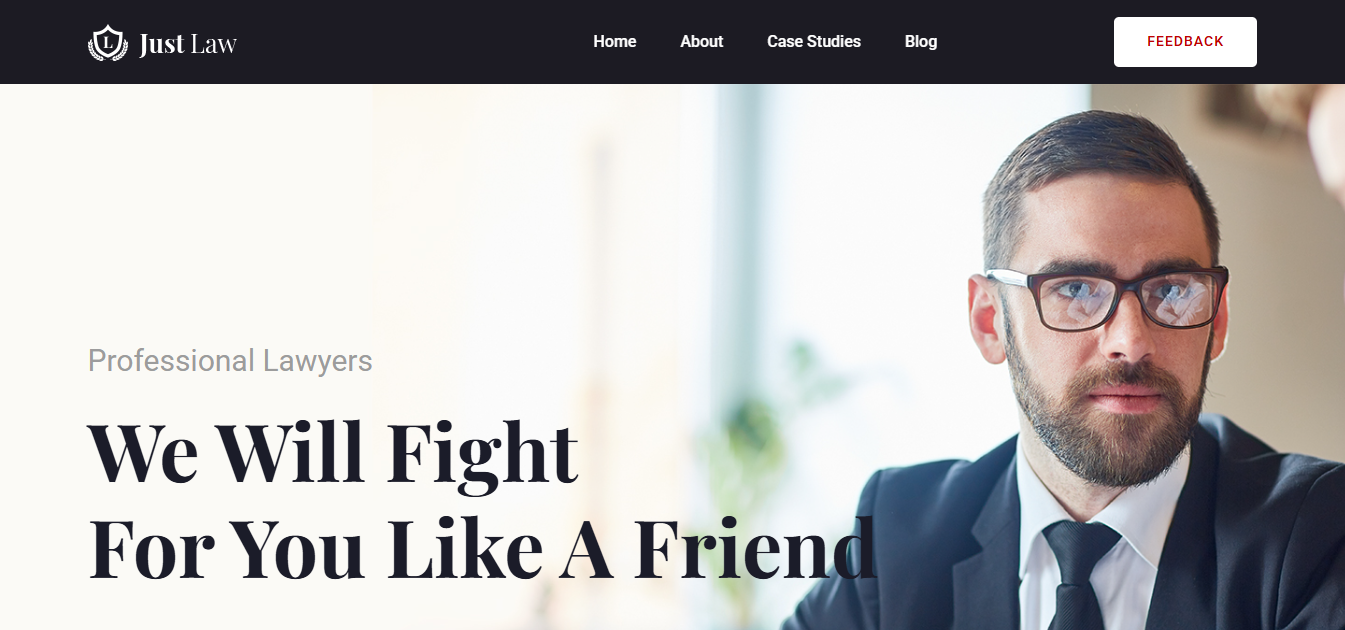 L
Just Law
Home
About
Case Studies
Blog
FEEDBACK
Professional Lawyers
We Will Fight
For You Like A Friend